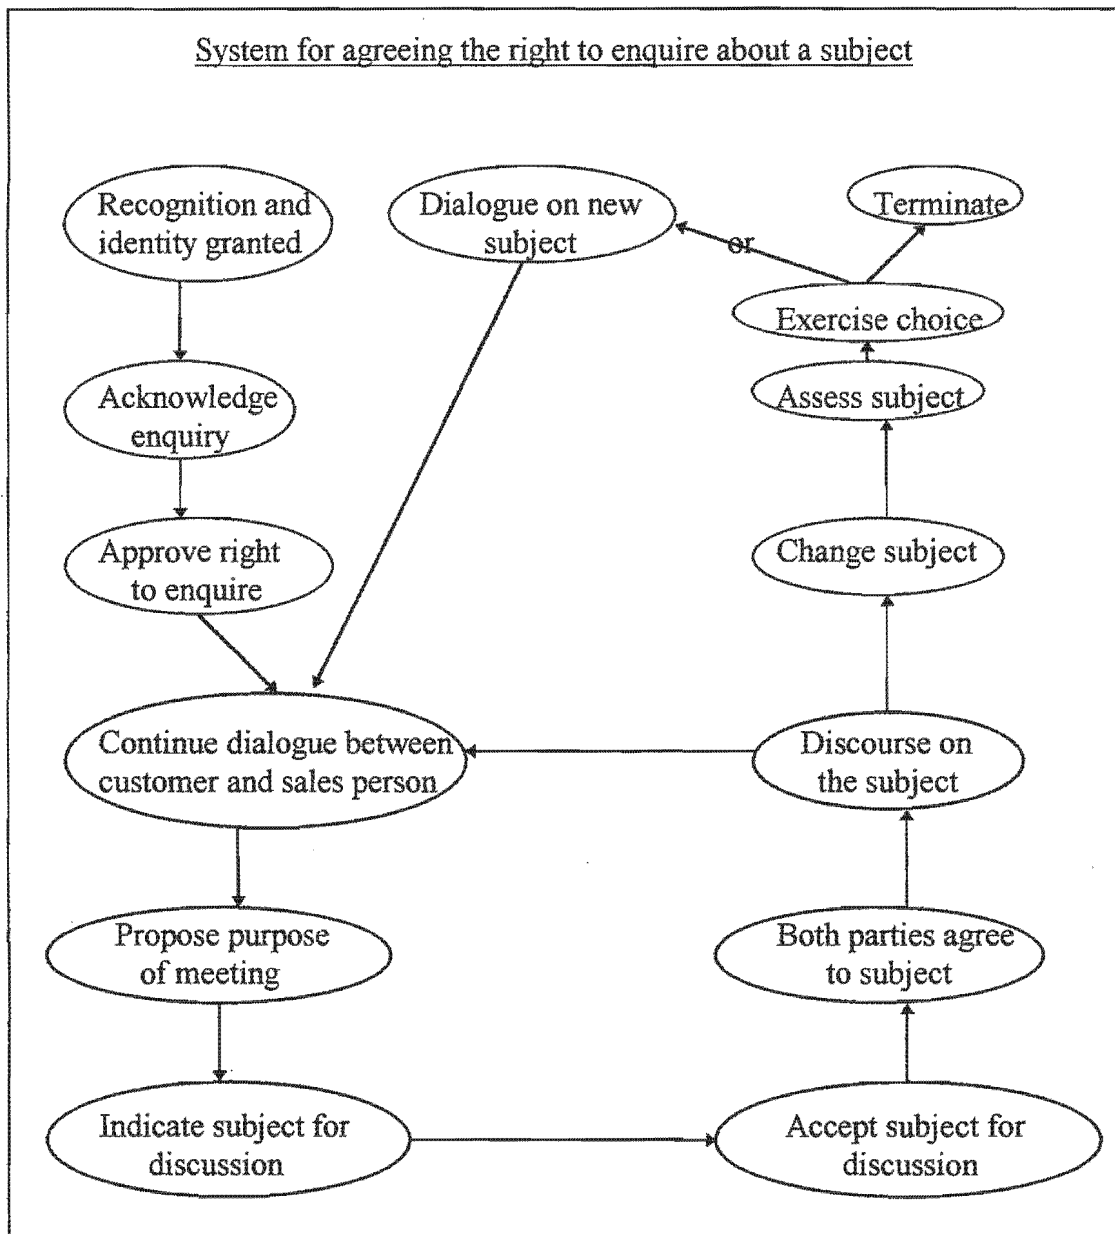 System for agreeing the right to enquire about a subject
Recognition and
identity granted
Dialogue on new
subject
or
Terminate
Exercise choice
Assess subject
Acknowledge
enquiry
Approve right
to enquire
Change subject
Continue dialogue between
customer and sales person
Discourse on
the subject
Propose purpose
of meeting
Both parties agree
to subject
Indicate subject for
discussion
Accept subject for
discussion